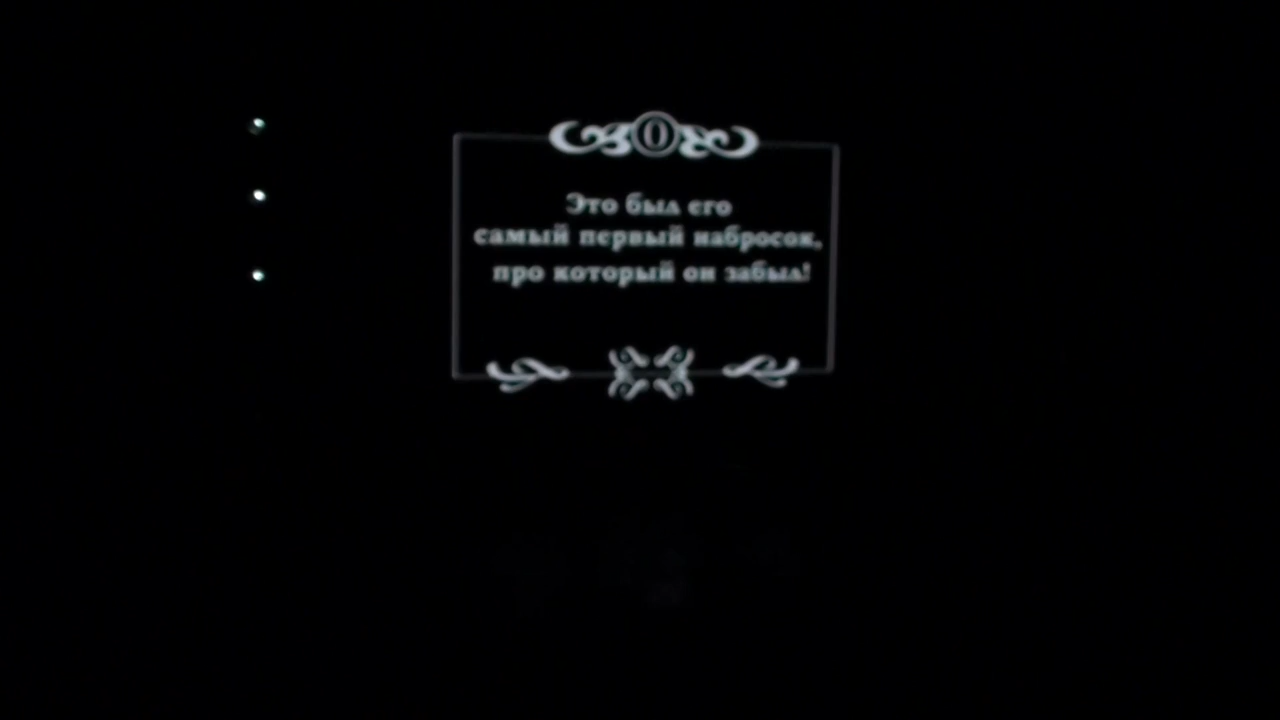 O
Это был его
самый первый набросок,
про который он забыл!